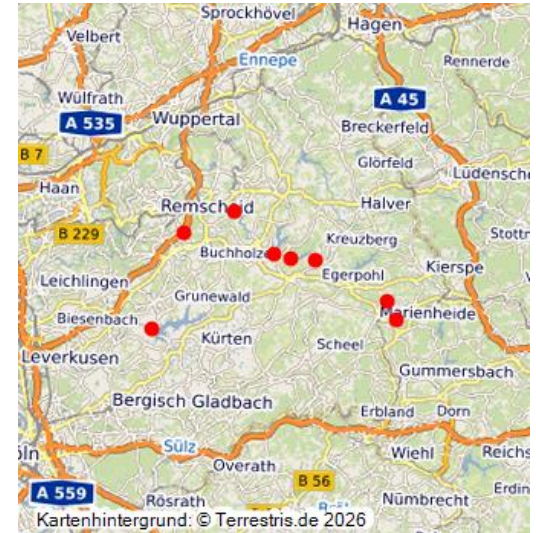 Sprockhövel
Hagen
Velbert
Ennepe
Rennerde
Wülfrath
A 45
A 535
Wuppertal
Breckerfeld
B 7
Glörfeld
Lüdensche
Haan
Remscheid
Halver
B 229
Kreuzberg
Stottm
Buchholze
Egerpohl
Kierspe
Leichlingen
Grunewald
Biesenbach
Marienheide
Kürten
Scheel
Leverkusen
Gummersbach
Bergisch Gladbach
Erbland
Dorn
Sülz
Wiehl
Reichs
Overath
B 56
Erdin
A 559
Rösrath
Nümbrecht
Kartenhintergrund: © Terrestris.de 2026